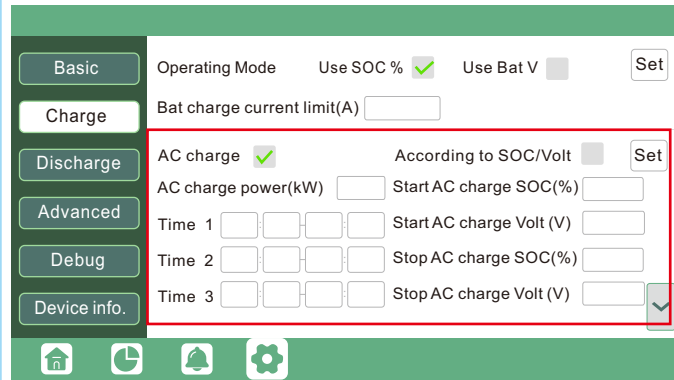 Basic
Charge
Discharge
Advanced
Debug
Device info.
Operating Mode Use SOC % Use Bat V Set
Bat charge current limit(A)
AC charge According to SOC/Volt Set
AC charge power(kW) Start AC charge SOC(%)
Time 1 : - : Start AC charge Volt (V)
Time 2 : - : Stop AC charge SOC(%)
Time 3 : - : Stop AC charge Volt (V)